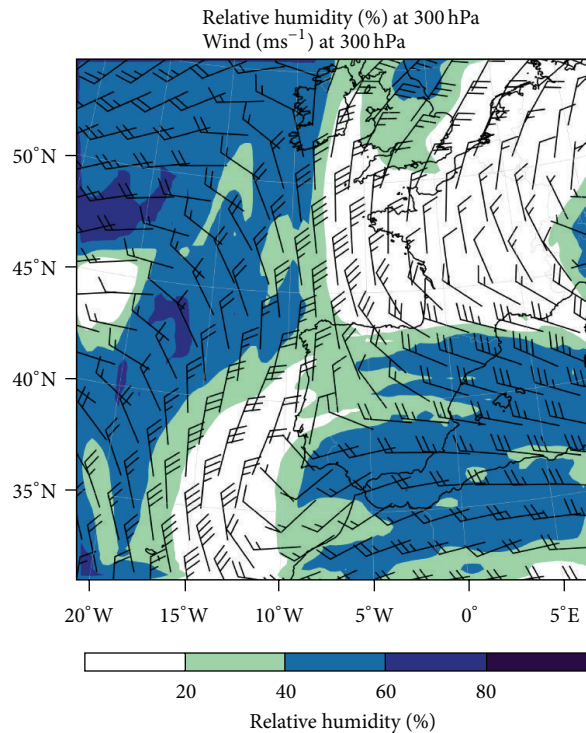 Relative humidity (%) at 300 hPa
Wind (ms⁻¹) at 300 hPa
50°N
45°N
40°N
35°N
20°W 15°W 10°W 5°W 0° 5°E
20 40 60 80
Relative humidity (%)